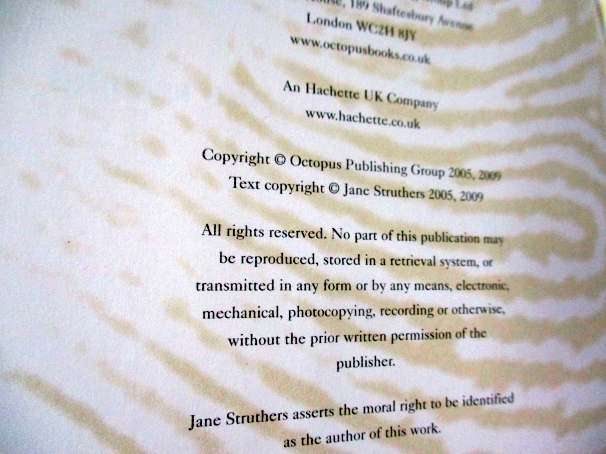 189 Shaftesbury Avenue
London WC2H 8JY
www.octopusbooks.co.uk
An Hachette UK Company
www.hachette.co.uk
Copyright © Octopus Publishing Group 2005, 2009
Text copyright © Jane Struthers 2005, 2009
All rights reserved. No part of this publication may
be reproduced, stored in a retrieval system, or
transmitted in any form or by any means, electronic,
mechanical, photocopying, recording or otherwise,
without the prior written permission of the
publisher.
Jane Struthers asserts the moral right to be identified
as the author of this work.